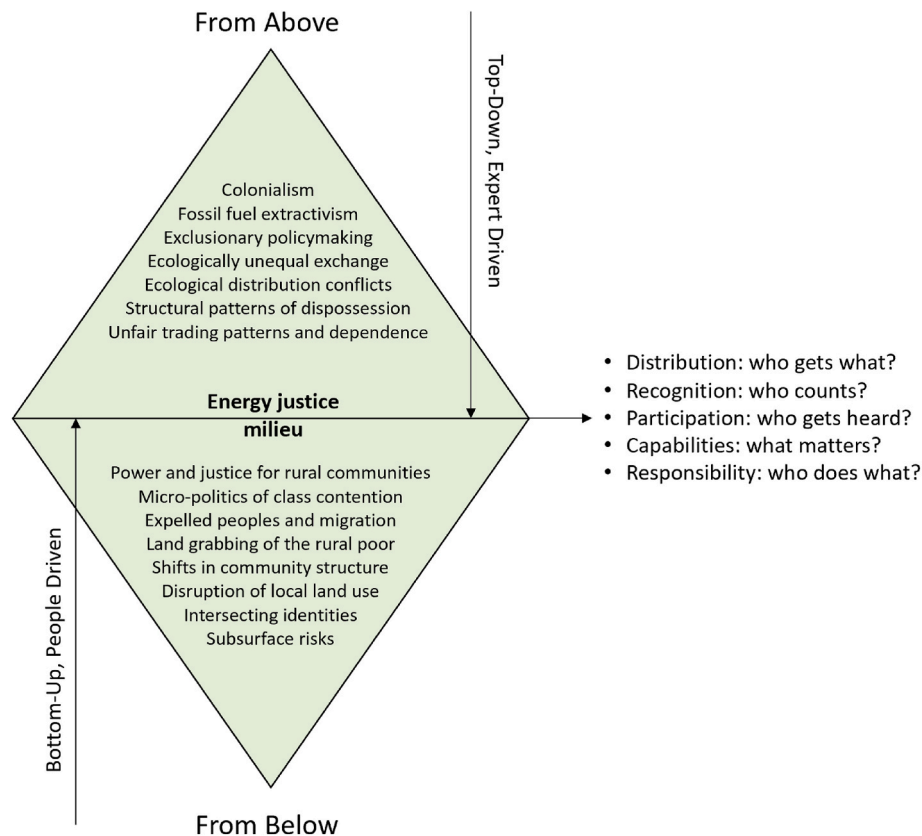 From Above
Top-Down, Expert Driven
Colonialism
Fossil fuel extractivism
Exclusionary policymaking
Ecologically unequal exchange
Ecological distribution conflicts
Structural patterns of dispossession
Unfair trading patterns and dependence
Energy justice
milieu
• Distribution: who gets what?
• Recognition: who counts?
• Participation: who gets heard?
• Capabilities: what matters?
• Responsibility: who does what?
Power and justice for rural communities
Micro-politics of class contention
Expelled peoples and migration
Land grabbing of the rural poor
Shifts in community structure
Disruption of local land use
Intersecting identities
Subsurface risks
Bottom-Up, People Driven
From Below